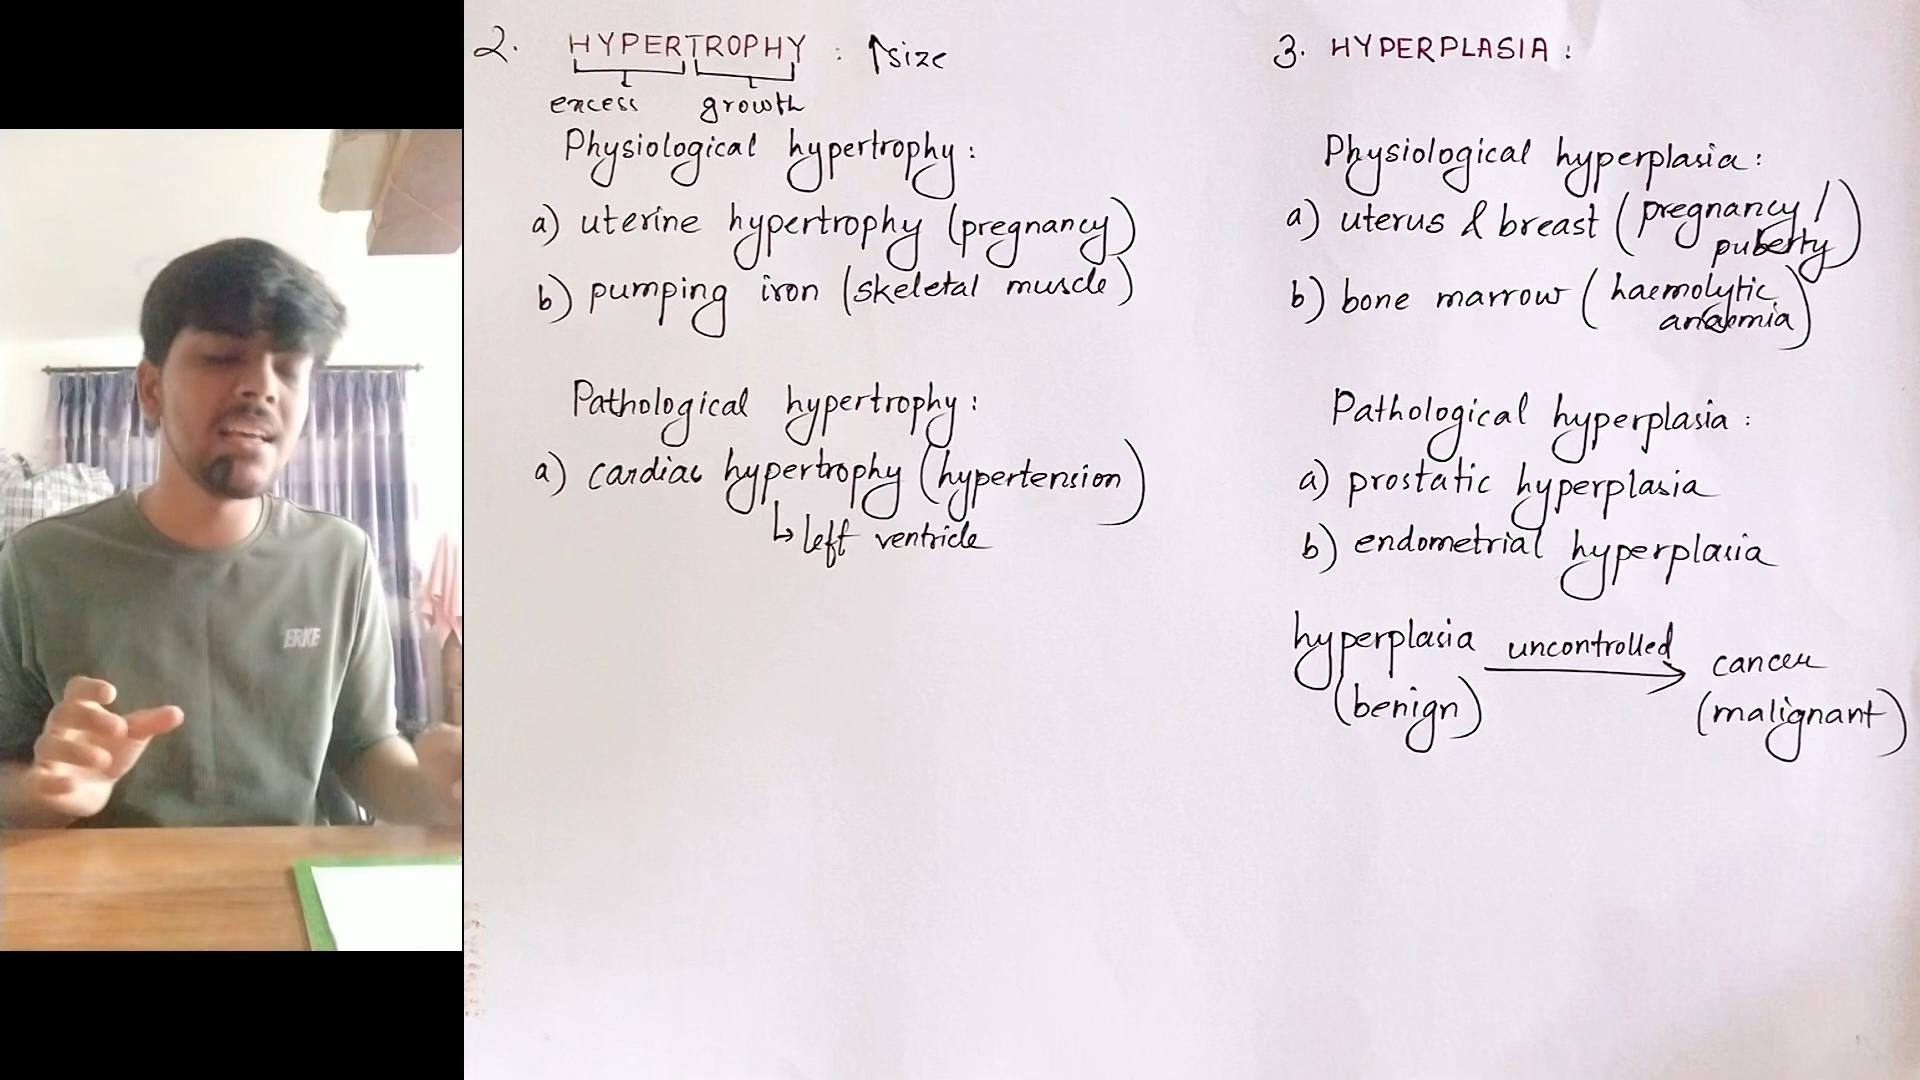 2. HYPERTROPHY : ↑size
excess growth
Physiological hypertrophy:
a) uterine hypertrophy (pregnancy)
b) pumping iron (skeletal muscle)
Pathological hypertrophy:
a) cardiac hypertrophy (hypertension)
↳ left ventricle
3. HYPERPLASIA :
Physiological hyperplasia:
a) uterus & breast (pregnancy/
puberty)
b) bone marrow (haemolytic
anaemia)
Pathological hyperplasia:
a) prostatic hyperplasia
b) endometrial hyperplasia
hyperplasia uncontrolled → cancer
(benign) (malignant)
ERKE